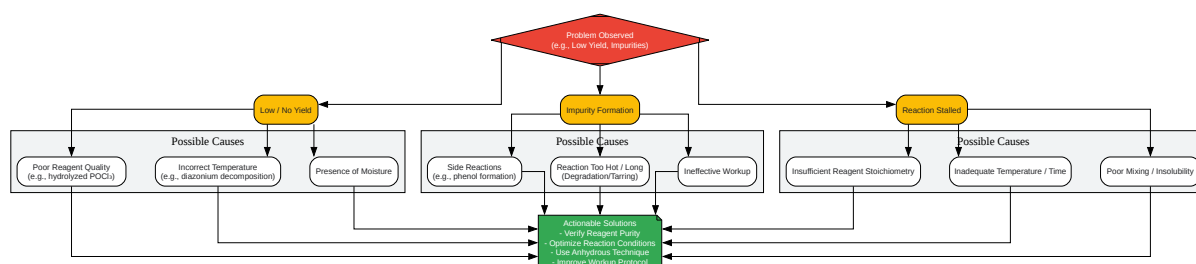 Problem Observed
(e.g., Low Yield, Impurities)
Low / No Yield
Impurity Formation
Reaction Stalled
Possible Causes
Possible Causes
Possible Causes
Poor Reagent Quality
(e.g., hydrolyzed POCl₃)
Incorrect Temperature
(e.g., diazonium decomposition)
Presence of Moisture
Side Reactions
(e.g., phenol formation)
Reaction Too Hot / Long
(Degradation/Tarring)
Ineffective Workup
Insufficient Reagent Stoichiometry
Inadequate Temperature / Time
Poor Mixing / Insolubility
Actionable Solutions
- Verify Reagent Purity
- Optimize Reaction Conditions
- Use Anhydrous Technique
- Improve Workup Protocol